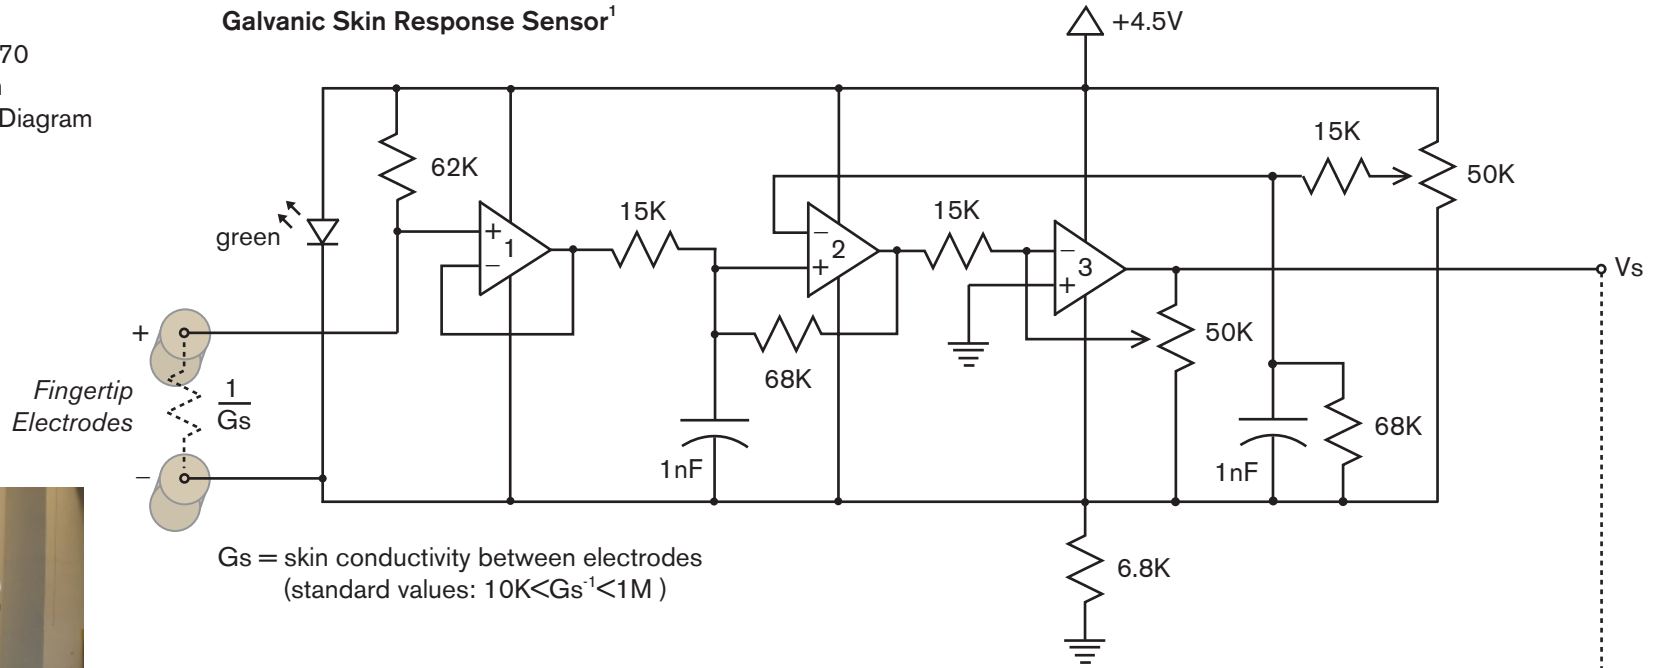 Galvanic Skin Response Sensor¹
+4.5V
70
Diagram
62K
15K
50K
green
+
1
−
15K
−
2
+
15K
−
3
+
Vs
+
50K
68K
Fingertip
Electrodes
1
Gs
68K
−
1nF
1nF
Gs = skin conductivity between electrodes
(standard values: 10K<Gs⁻¹<1M )
6.8K